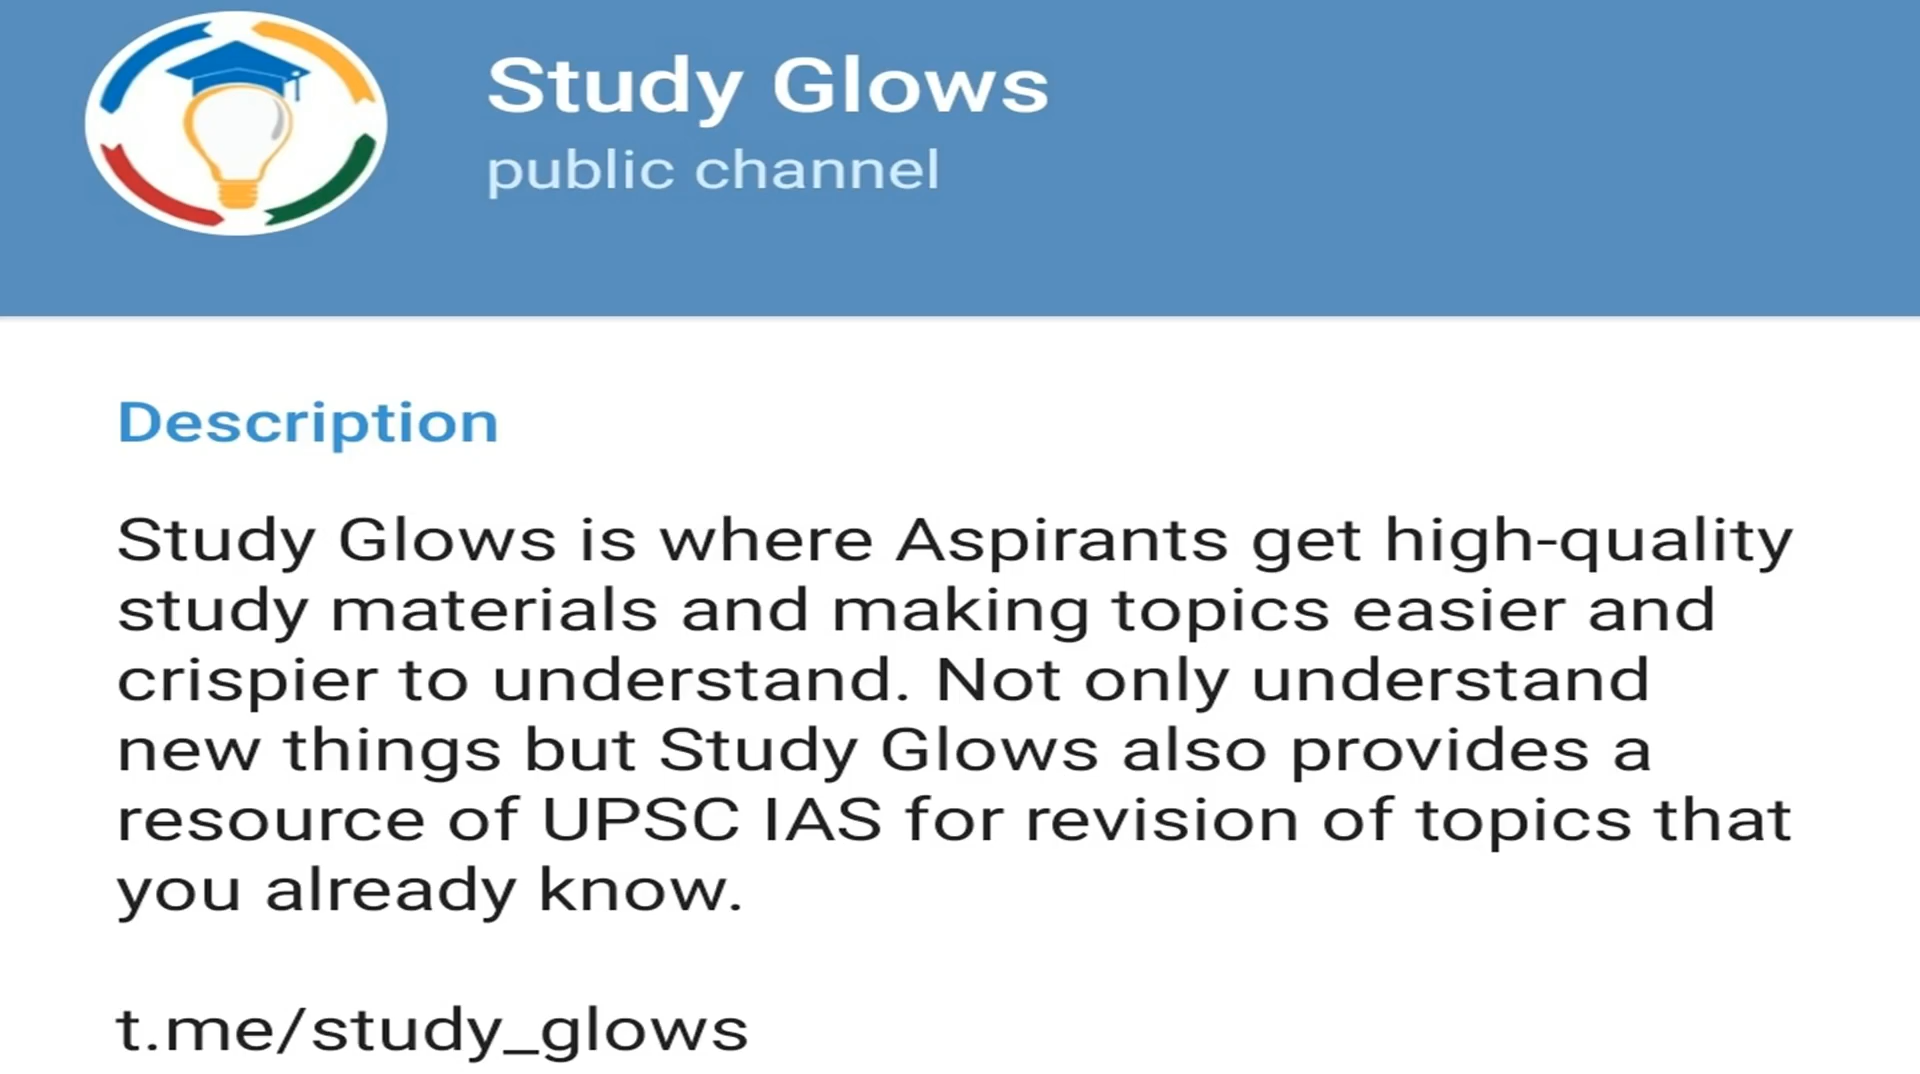 Study Glows
public channel
Description
Study Glows is where Aspirants get high-quality
study materials and making topics easier and
crispier to understand. Not only understand
new things but Study Glows also provides a
resource of UPSC IAS for revision of topics that
you already know.
t.me/study_glows